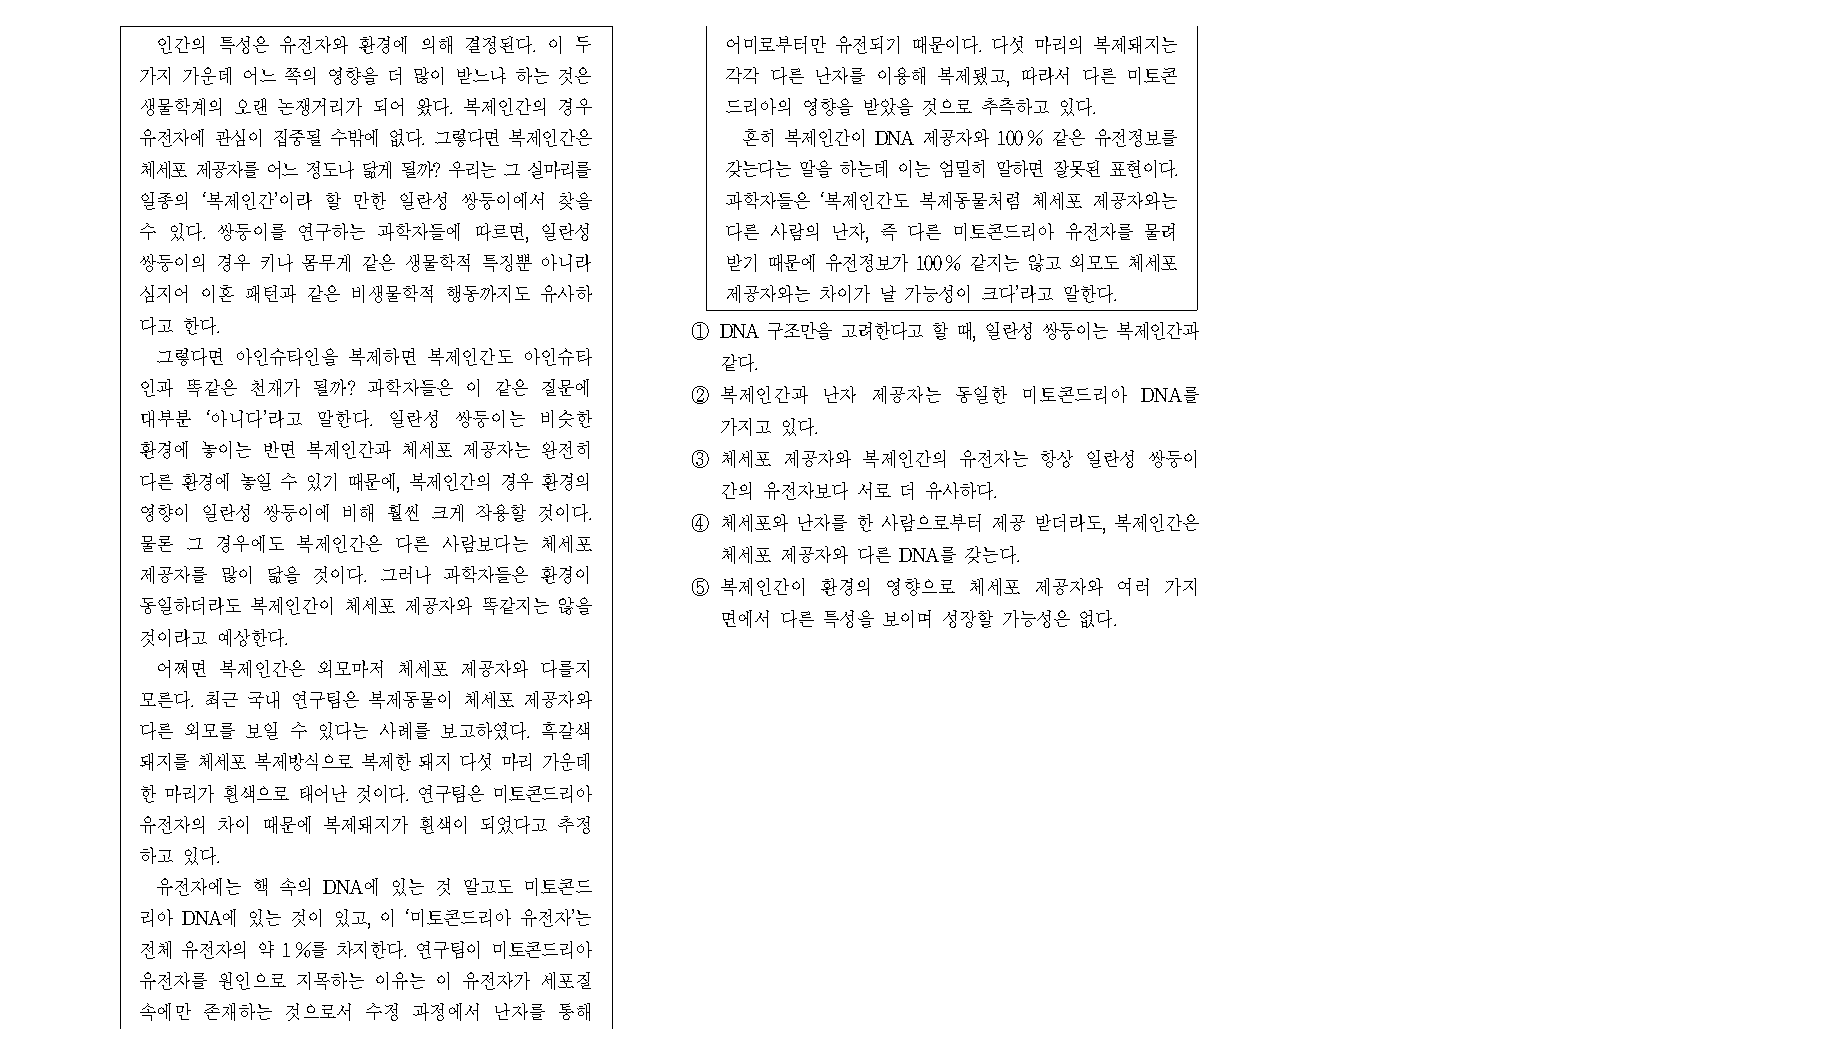 인간의 특성은 유전자와 환경에 의해 결정된다. 이 두
가지 가운데 어느 쪽의 영향을 더 많이 받느냐 하는 것은
생물학계의 오랜 논쟁거리가 되어 왔다. 복제인간의 경우
유전자에 관심이 집중될 수밖에 없다. 그렇다면 복제인간은
체세포 제공자를 어느 정도나 닮게 될까? 우리는 그 실마리를
일종의 ‘복제인간’이라 할 만한 일란성 쌍둥이에서 찾을
수 있다. 쌍둥이를 연구하는 과학자들에 따르면, 일란성
쌍둥이의 경우 키나 몸무게 같은 생물학적 특징뿐 아니라
심지어 이혼 패턴과 같은 비생물학적 행동까지도 유사하
다고 한다.
그렇다면 아인슈타인을 복제하면 복제인간도 아인슈타
인과 똑같은 천재가 될까? 과학자들은 이 같은 질문에
대부분 ‘아니다’라고 말한다. 일란성 쌍둥이는 비슷한
환경에 놓이는 반면 복제인간과 체세포 제공자는 완전히
다른 환경에 놓일 수 있기 때문에, 복제인간의 경우 환경의
영향이 일란성 쌍둥이에 비해 훨씬 크게 작용할 것이다.
물론 그 경우에도 복제인간은 다른 사람보다는 체세포
제공자를 많이 닮을 것이다. 그러나 과학자들은 환경이
동일하더라도 복제인간이 체세포 제공자와 똑같지는 않을
것이라고 예상한다.
어쩌면 복제인간은 외모마저 체세포 제공자와 다를지
모른다. 최근 국내 연구팀은 복제동물이 체세포 제공자와
다른 외모를 보일 수 있다는 사례를 보고하였다. 흑갈색
돼지를 체세포 복제방식으로 복제한 돼지 다섯 마리 가운데
한 마리가 흰색으로 태어난 것이다. 연구팀은 미토콘드리아
유전자의 차이 때문에 복제돼지가 흰색이 되었다고 추정
하고 있다.
유전자에는 핵 속의 DNA에 있는 것 말고도 미토콘드
리아 DNA에 있는 것이 있고, 이 ‘미토콘드리아 유전자’는
전체 유전자의 약 1%를 차지한다. 연구팀이 미토콘드리아
유전자를 원인으로 지목하는 이유는 이 유전자가 세포질
속에만 존재하는 것으로서 수정 과정에서 난자를 통해
어미로부터만 유전되기 때문이다. 다섯 마리의 복제돼지는
각각 다른 난자를 이용해 복제됐고, 따라서 다른 미토콘
드리아의 영향을 받았을 것으로 추측하고 있다.
흔히 복제인간이 DNA 제공자와 100% 같은 유전정보를
갖는다는 말을 하는데 이는 엄밀히 말하면 잘못된 표현이다.
과학자들은 ‘복제인간도 복제동물처럼 체세포 제공자와는
다른 사람의 난자, 즉 다른 미토콘드리아 유전자를 물려
받기 때문에 유전정보가 100% 같지는 않고 외모도 체세포
제공자와는 차이가 날 가능성이 크다’라고 말한다.
① DNA 구조만을 고려한다고 할 때, 일란성 쌍둥이는 복제인간과
같다.
② 복제인간과 난자 제공자는 동일한 미토콘드리아 DNA를
가지고 있다.
③ 체세포 제공자와 복제인간의 유전자는 항상 일란성 쌍둥이
간의 유전자보다 서로 더 유사하다.
④ 체세포와 난자를 한 사람으로부터 제공 받더라도, 복제인간은
체세포 제공자와 다른 DNA를 갖는다.
⑤ 복제인간이 환경의 영향으로 체세포 제공자와 여러 가지
면에서 다른 특성을 보이며 성장할 가능성은 없다.